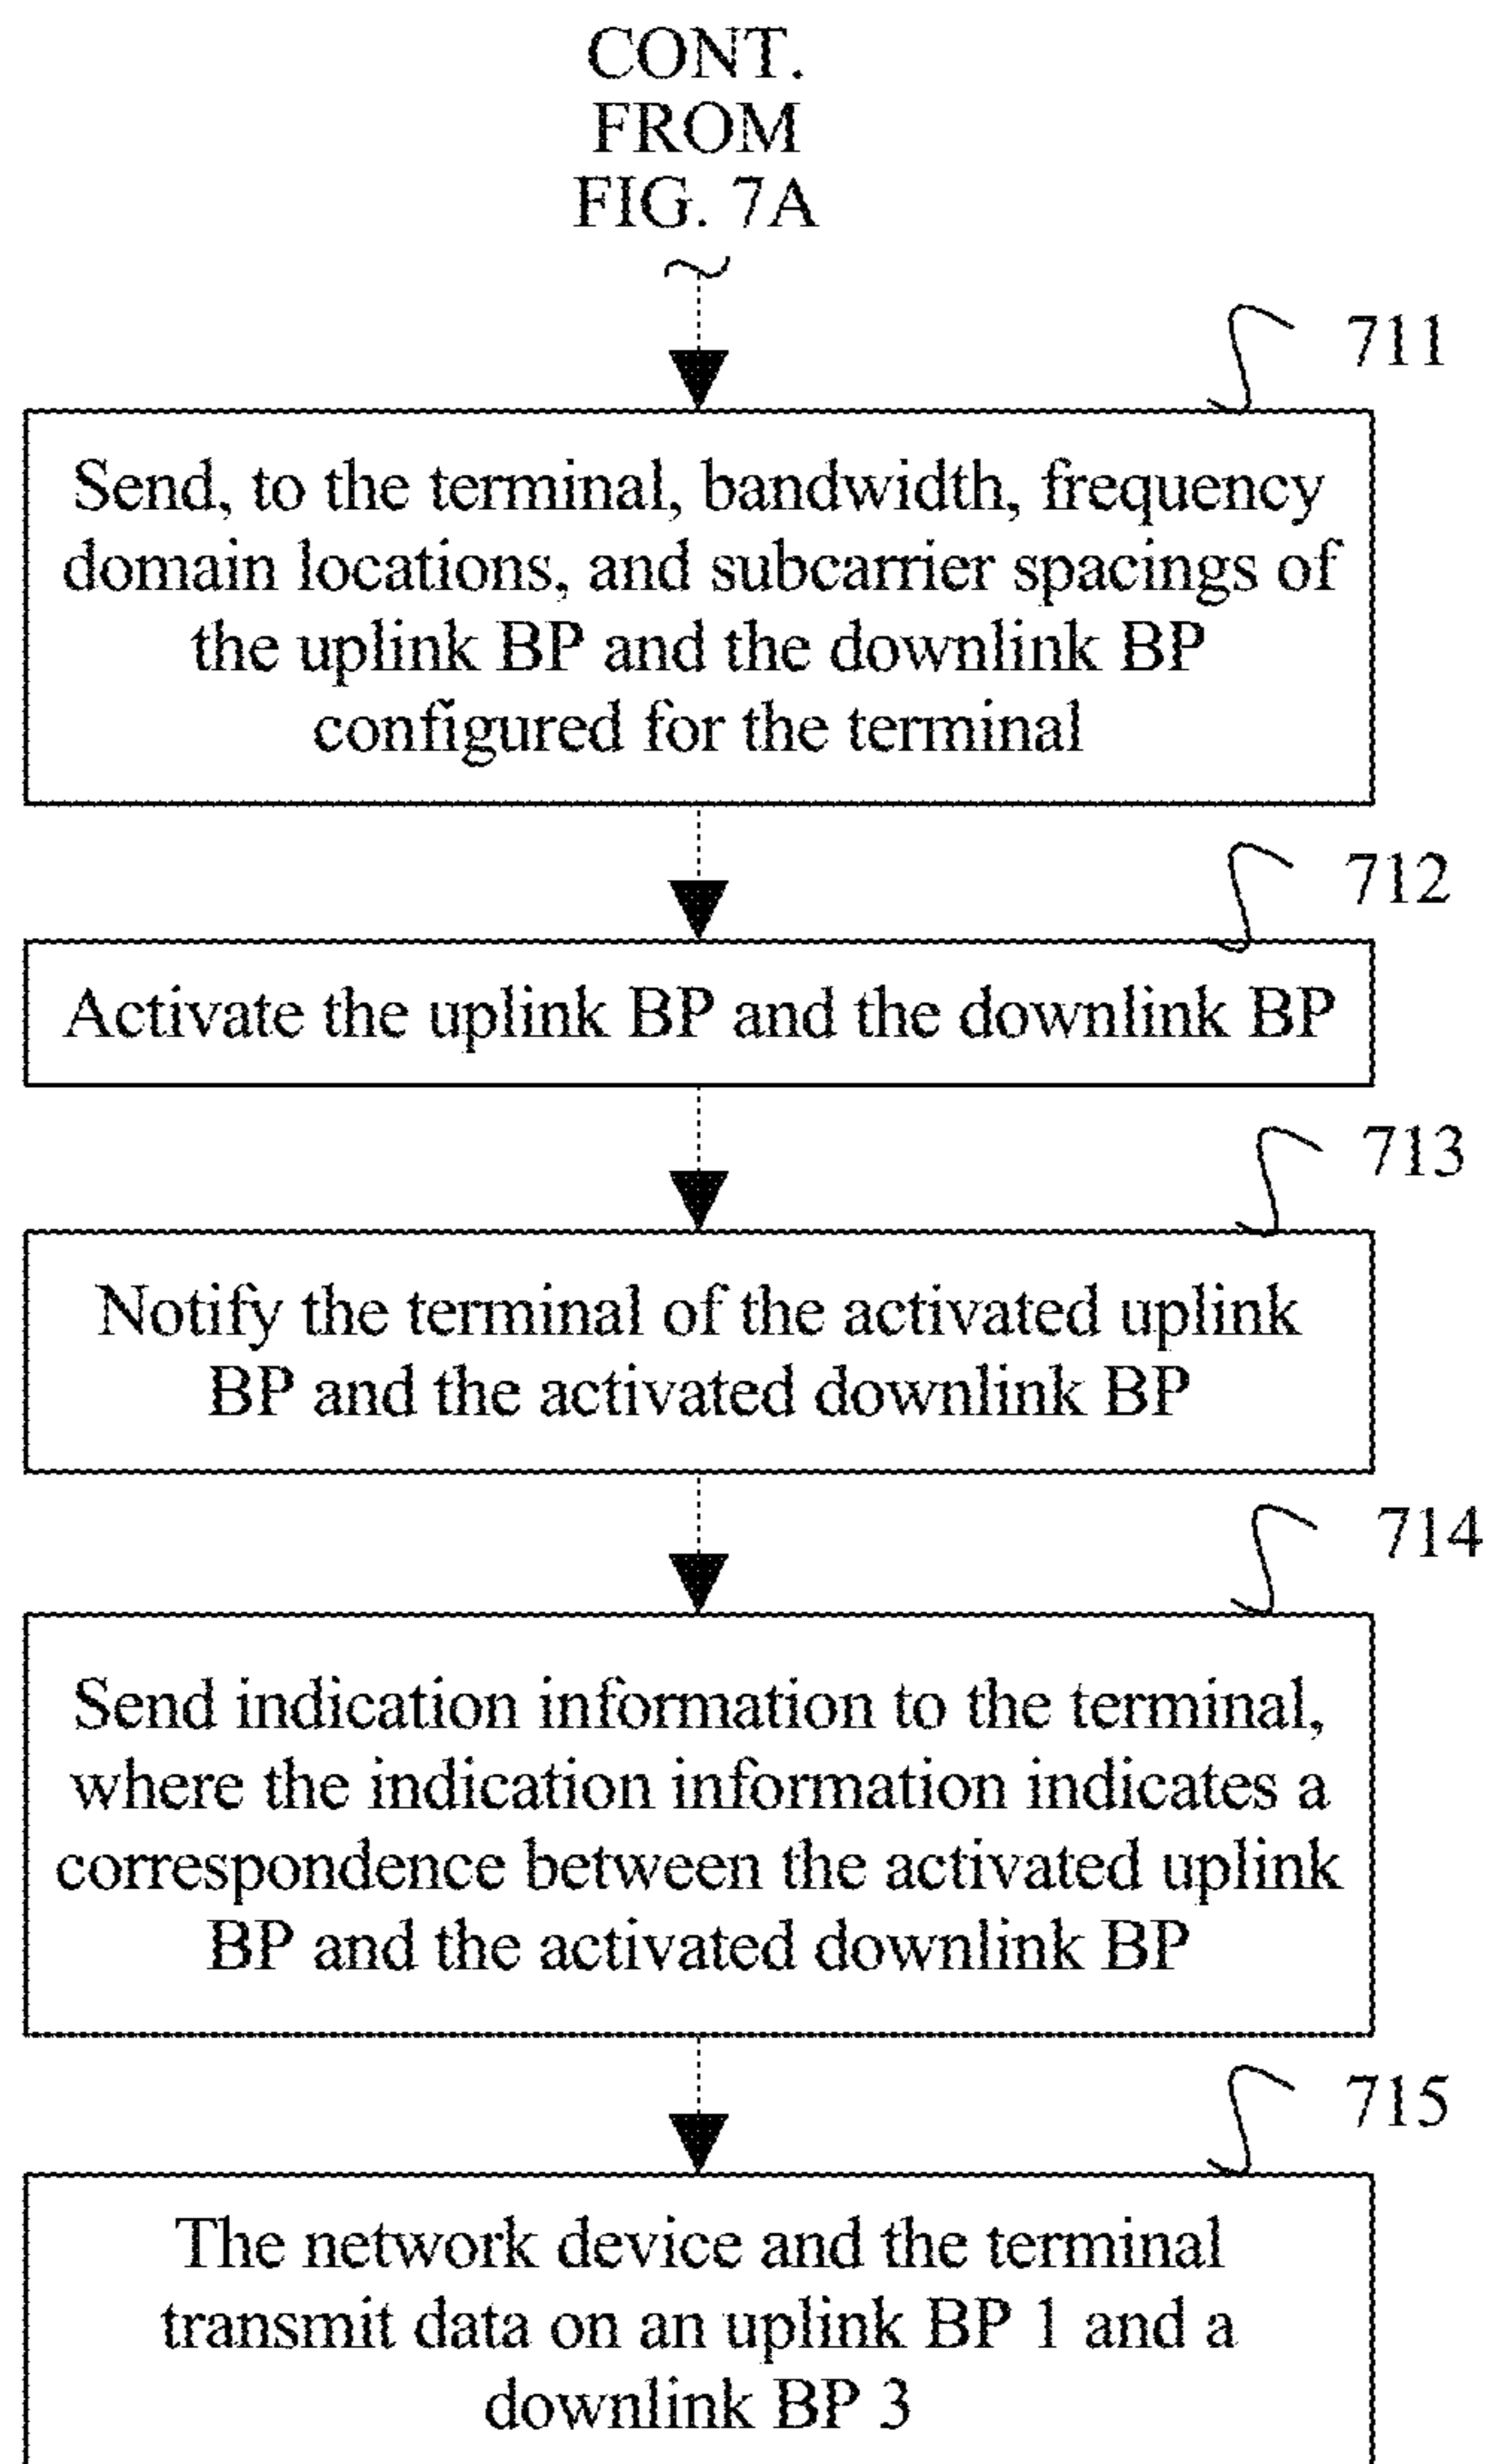 CONT.
FROM
FIG. 7A
711
Send, to the terminal, bandwidth, frequency
domain locations, and subcarrier spacings of
the uplink BP and the downlink BP
configured for the terminal
712
Activate the uplink BP and the downlink BP
713
Notify the terminal of the activated uplink
BP and the activated downlink BP
714
Send indication information to the terminal,
where the indication information indicates a
correspondence between the activated uplink
BP and the activated downlink BP
715
The network device and the terminal
transmit data on an uplink BP 1 and a
downlink BP 3